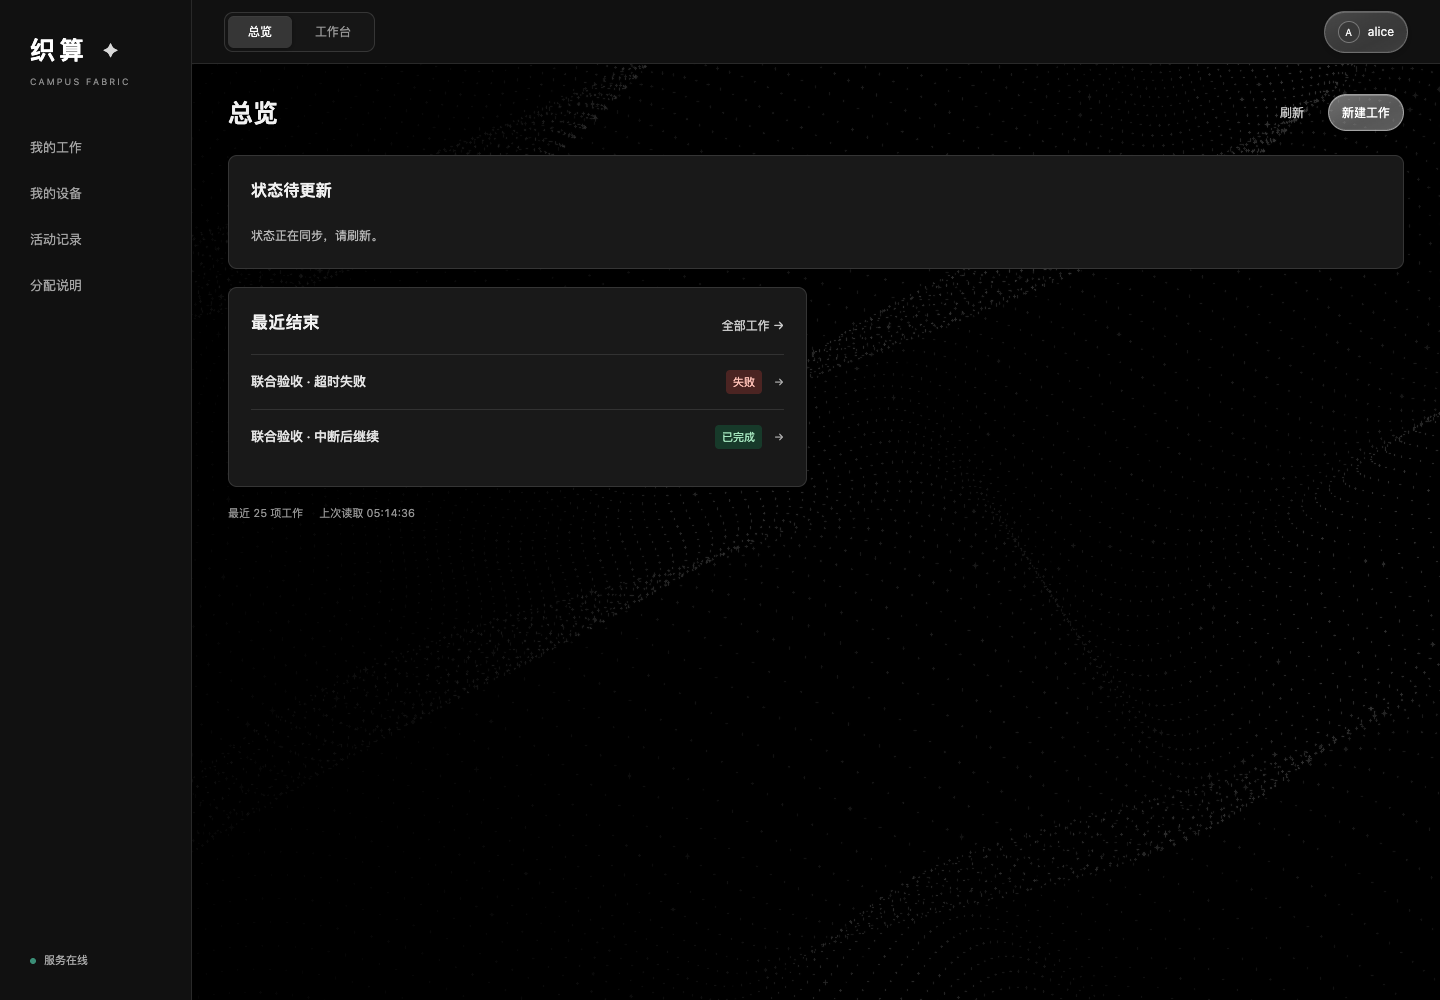 织算
CAMPUS FABRIC
我的工作
我的设备
活动记录
分配说明
服务在线
总览 工作台
A alice
总览
刷新 新建工作
状态待更新
状态正在同步，请刷新。
最近结束 全部工作 →
联合验收 · 超时失败 失败 →
联合验收 · 中断后继续 已完成 →
最近 25 项工作 上次读取 05:14:36